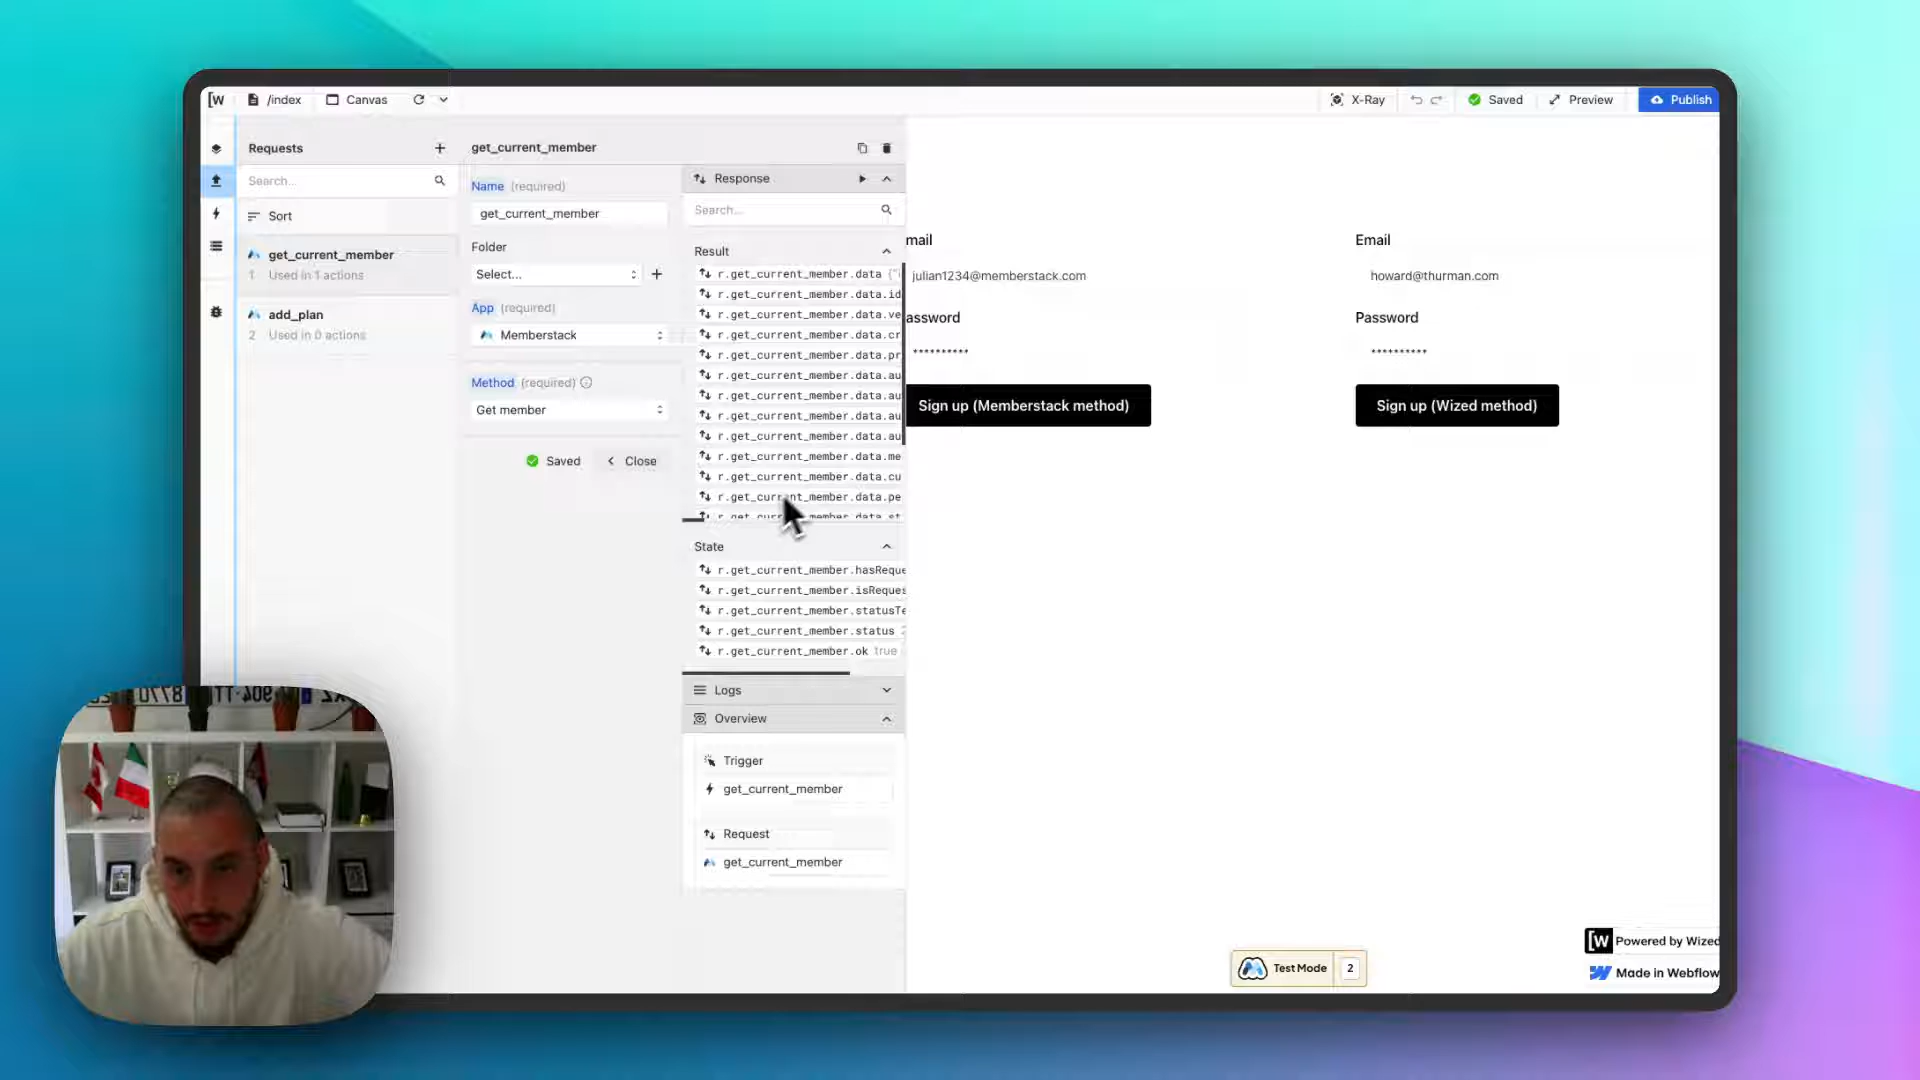 [W /index Canvas X-Ray Saved Preview Publish
Requests
Search...
Sort
get_current_member
1 Used in 1 actions
add_plan
2 Used in 0 actions
get_current_member
Name (required)
get_current_member
Folder
Select...
App (required)
Memberstack
Method (required)
Get member
Saved Close
Response
Search...
Result
r.get_current_member.data
r.get_current_member.data.id
r.get_current_member.data.ve
r.get_current_member.data.cr
r.get_current_member.data.pr
r.get_current_member.data.au
r.get_current_member.data.au
r.get_current_member.data.au
r.get_current_member.data.au
r.get_current_member.data.me
r.get_current_member.data.cu
r.get_current_member.data.pe
r.get_current_member.data.st
State
r.get_current_member.hasReque
r.get_current_member.isReques
r.get_current_member.statusTe
r.get_current_member.status
r.get_current_member.ok true
Logs
Overview
Trigger
get_current_member
Request
get_current_member
mail
julian1234@memberstack.com
assword
**********
Sign up (Memberstack method)
Email
howard@thurman.com
Password
**********
Sign up (Wized method)
Test Mode 2
[W Powered by Wized
Made in Webflow